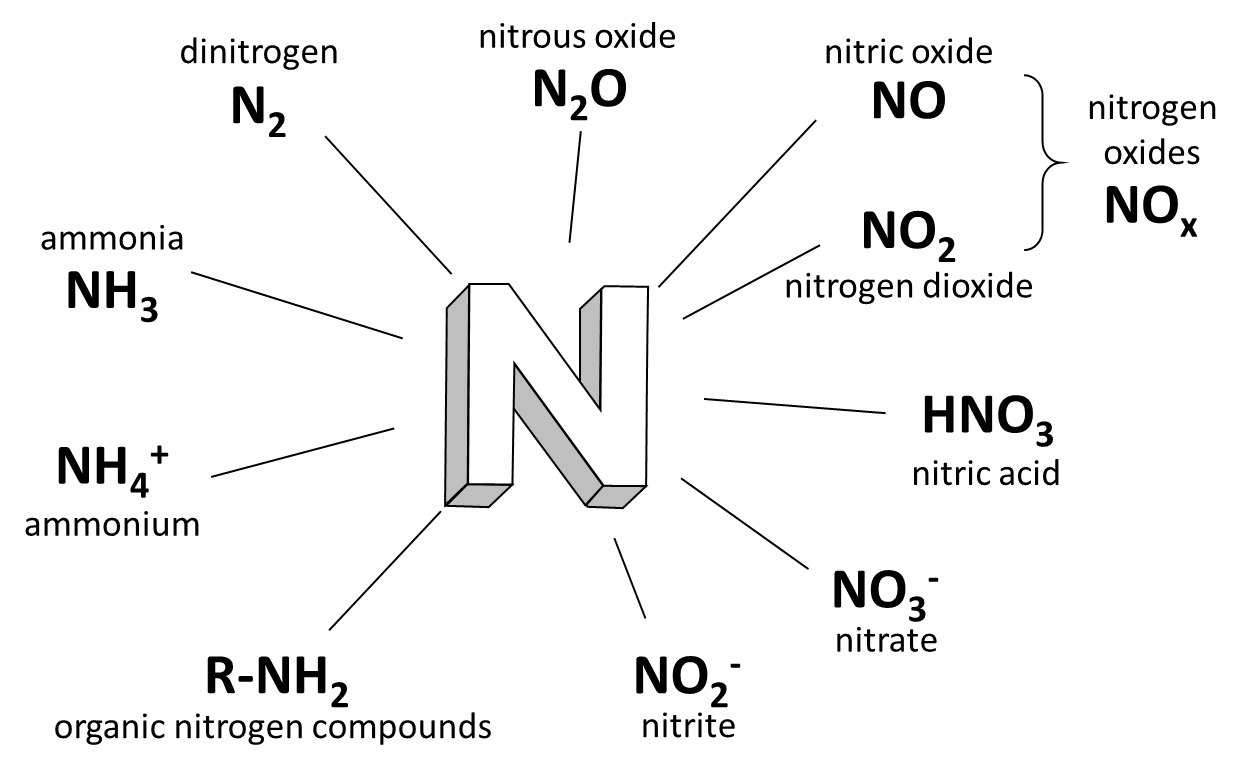 dinitrogen
N₂
nitrous oxide
N₂O
nitric oxide
NO
nitrogen
oxides
NOₓ
NO₂
nitrogen dioxide
ammonia
NH₃
N
HNO₃
nitric acid
NH₄⁺
ammonium
NO₃⁻
nitrate
R-NH₂
organic nitrogen compounds
NO₂⁻
nitrite